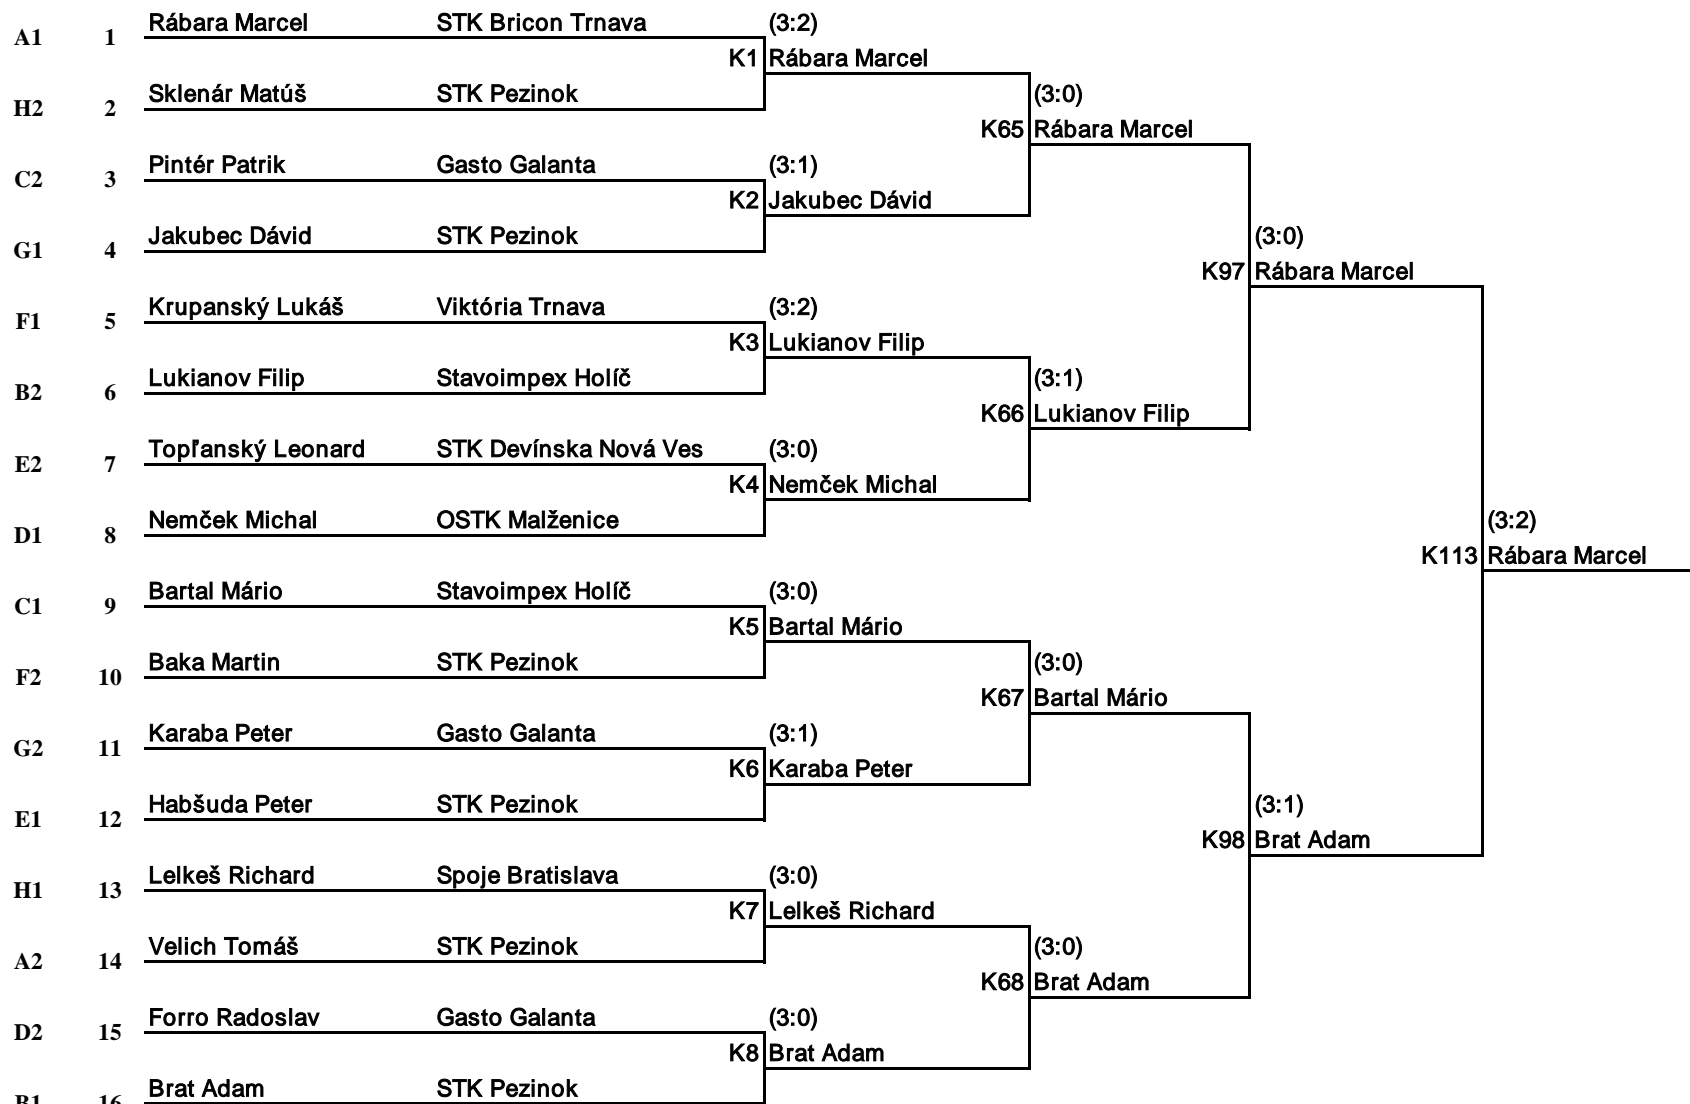 A1 1 Rábara Marcel STK Bricon Trnava (3:2)
K1 Rábara Marcel
H2 2 Sklenár Matúš STK Pezinok (3:0)
K65 Rábara Marcel
C2 3 Pintér Patrik Gasto Galanta (3:1)
K2 Jakubec Dávid
G1 4 Jakubec Dávid STK Pezinok (3:0)
K97 Rábara Marcel
F1 5 Krupanský Lukáš Viktória Trnava (3:2)
K3 Lukianov Filip
B2 6 Lukianov Filip Stavoimpex Holíč (3:1)
K66 Lukianov Filip
E2 7 Topľanský Leonard STK Devínska Nová Ves (3:0)
K4 Nemček Michal
D1 8 Nemček Michal OSTK Malženice (3:2)
K113 Rábara Marcel
C1 9 Bartal Mário Stavoimpex Holíč (3:0)
K5 Bartal Mário
F2 10 Baka Martin STK Pezinok (3:0)
K67 Bartal Mário
G2 11 Karaba Peter Gasto Galanta (3:1)
K6 Karaba Peter
E1 12 Habšuda Peter STK Pezinok (3:1)
K98 Brat Adam
H1 13 Lelkeš Richard Spoje Bratislava (3:0)
K7 Lelkeš Richard
A2 14 Velich Tomáš STK Pezinok (3:0)
K68 Brat Adam
D2 15 Forro Radoslav Gasto Galanta (3:0)
K8 Brat Adam
B1 16 Brat Adam STK Pezinok